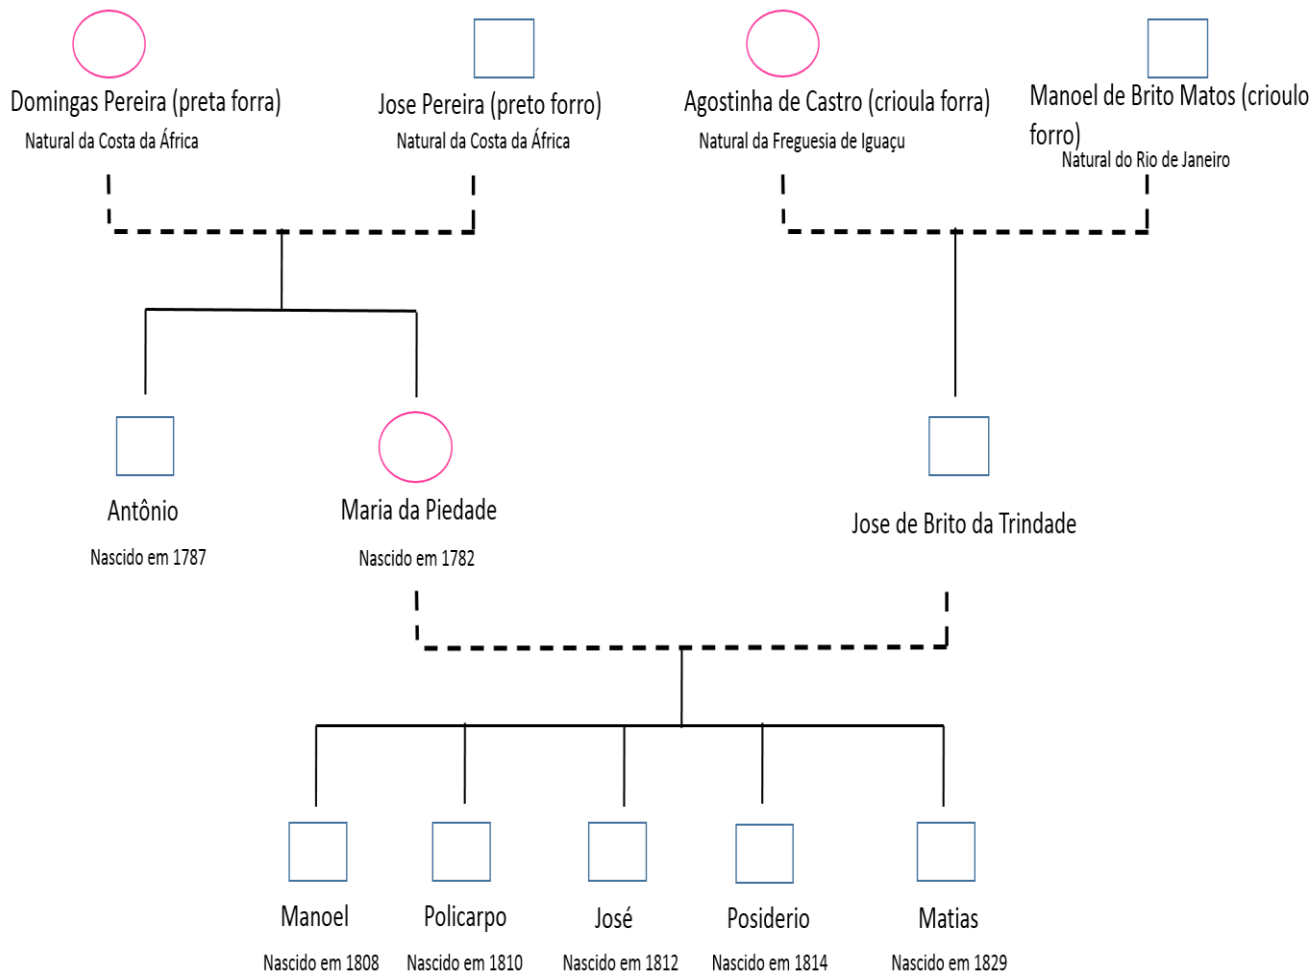 Domingas Pereira (preta forra)
Natural da Costa da África
Jose Pereira (preto forro)
Natural da Costa da África
Agostinha de Castro (crioula forra)
Natural da Freguesia de Iguaçu
Manoel de Brito Matos (crioulo
forro)
Natural do Rio de Janeiro
Antônio
Nascido em 1787
Maria da Piedade
Nascido em 1782
Jose de Brito da Trindade
Manoel
Nascido em 1808
Policarpo
Nascido em 1810
José
Nascido em 1812
Posiderio
Nascido em 1814
Matias
Nascido em 1829